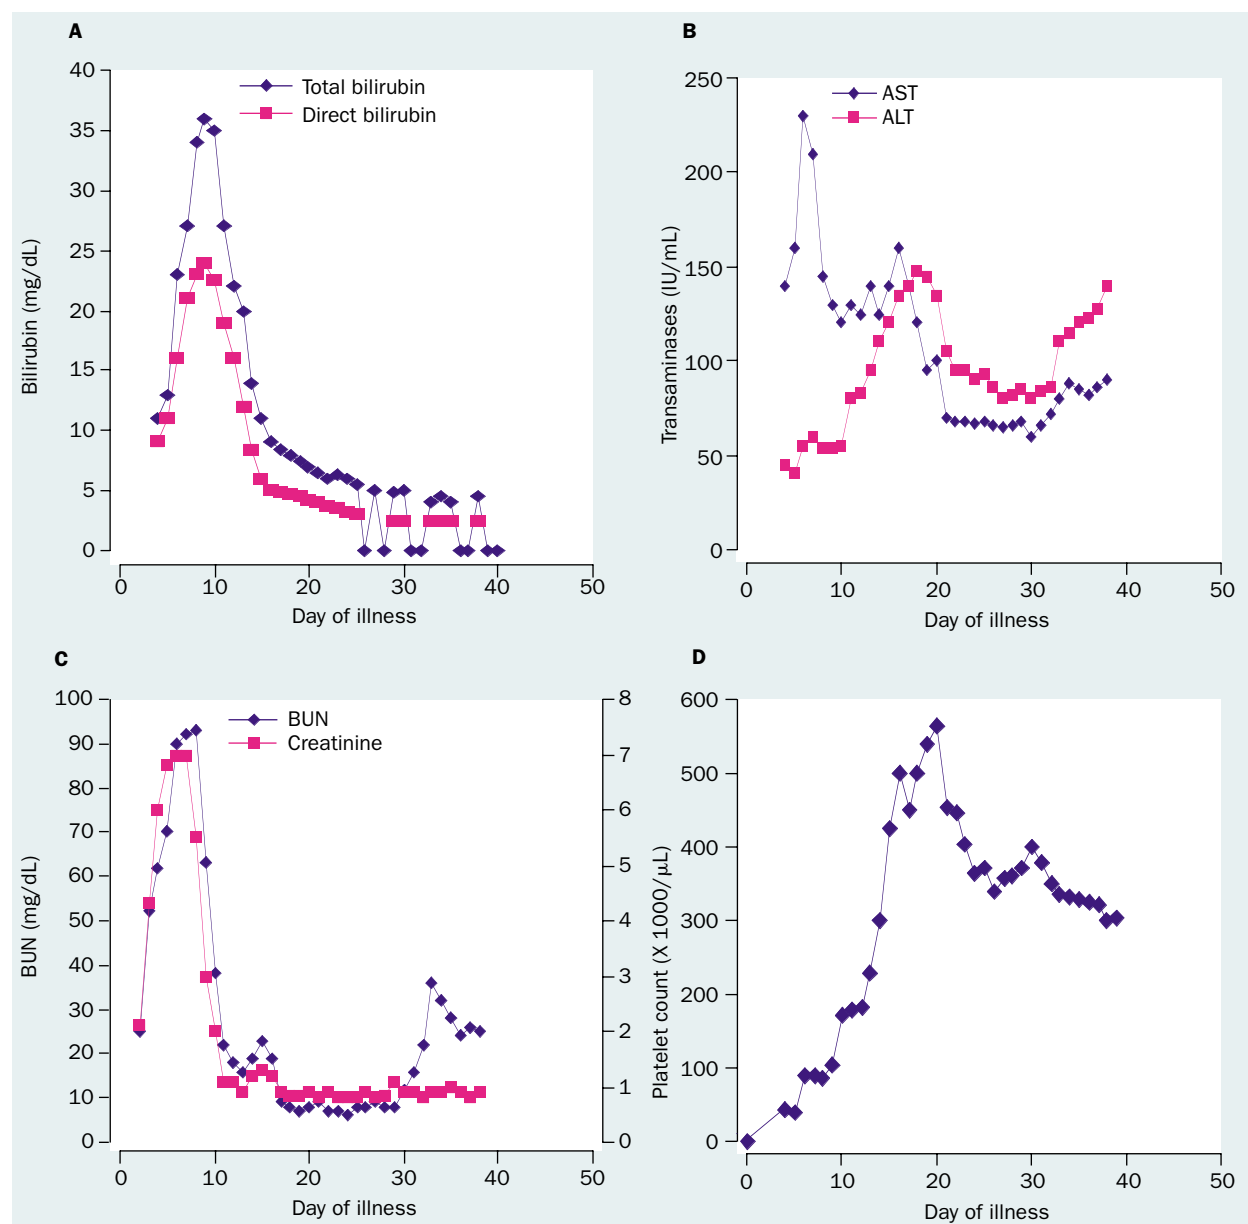 A
Total bilirubin
Direct bilirubin
40
35
30
25
20
15
10
5
0
Bilirubin (mg/dL)
0 10 20 30 40 50
Day of illness
B
AST
ALT
250
200
150
100
50
0
Transaminases (IU/mL)
0 10 20 30 40 50
Day of illness
C
BUN
Creatinine
100
90
80
70
60
50
40
30
20
10
0
BUN (mg/dL)
8
7
6
5
4
3
2
1
0
0 10 20 30 40 50
Day of illness
D
600
500
400
300
200
100
0
Platelet count (X 1000/μL)
0 10 20 30 40 50
Day of illness